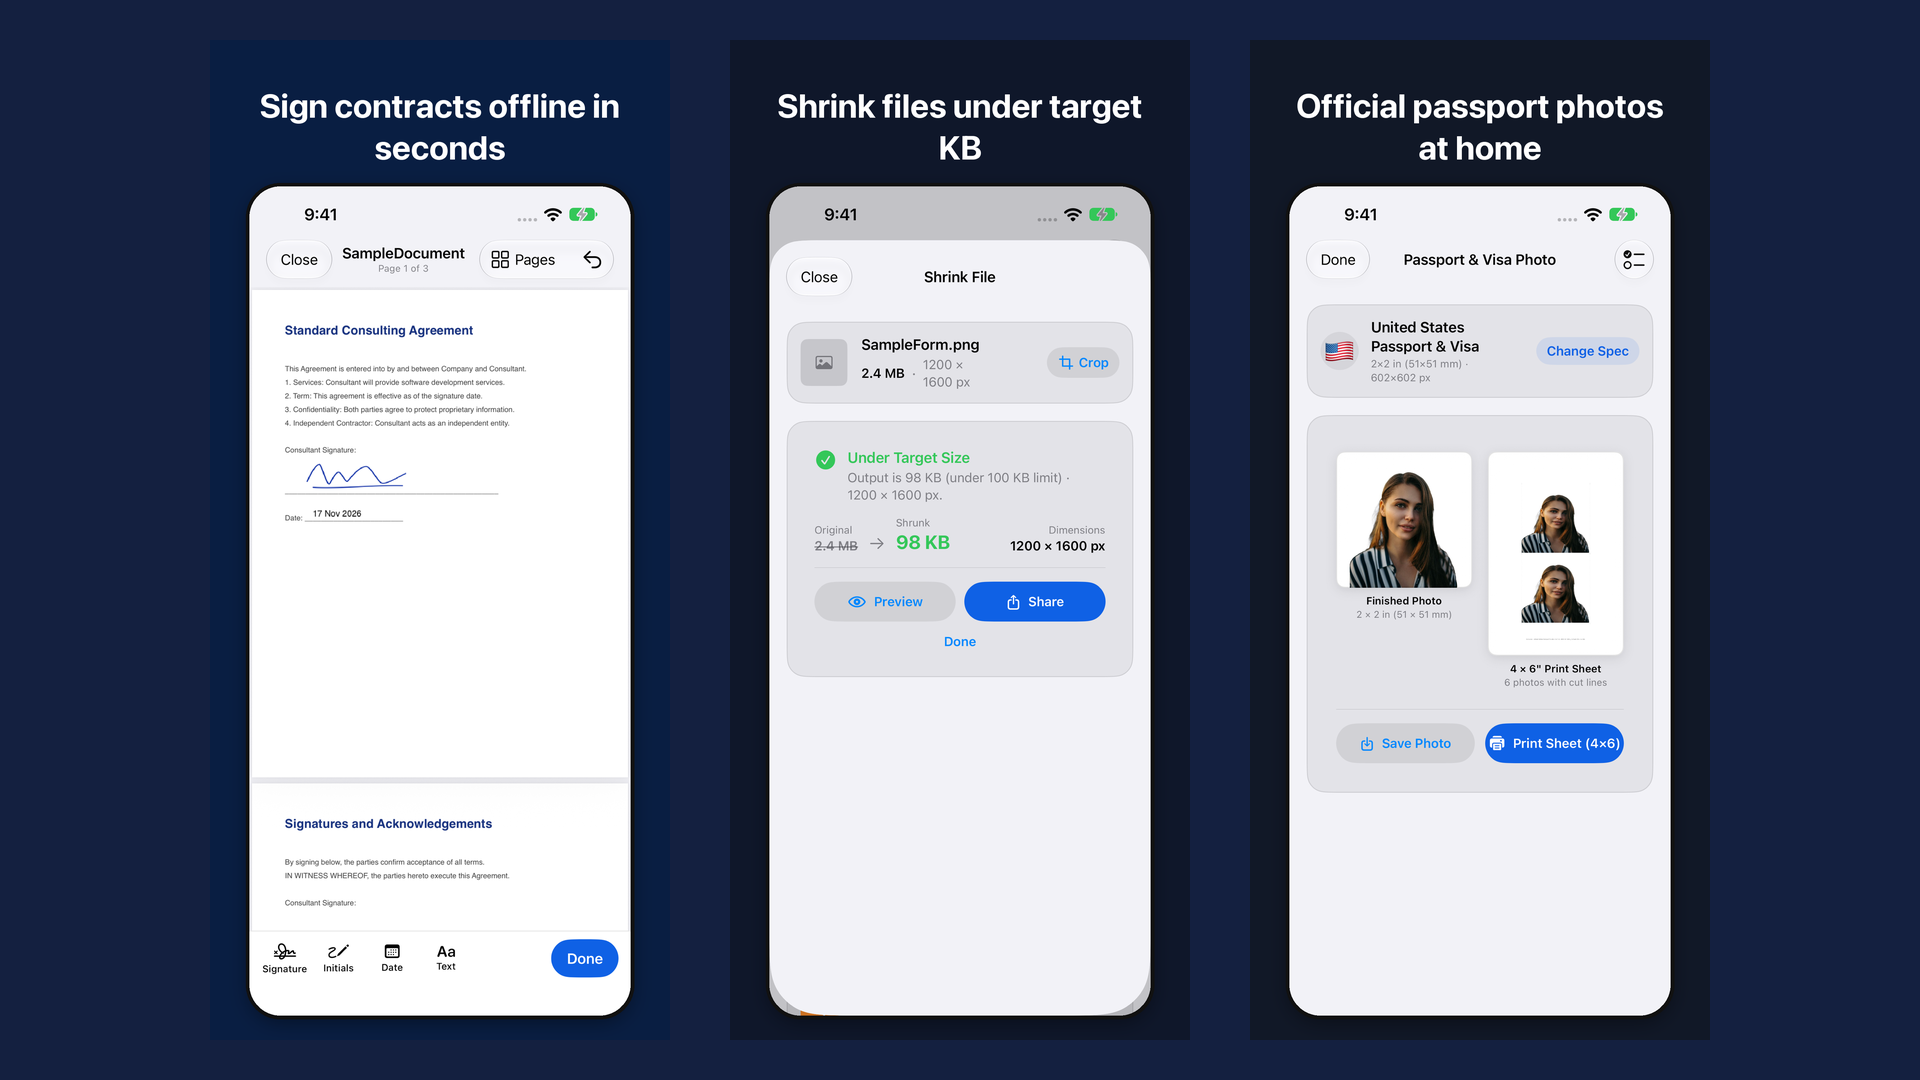 Sign contracts offline in
seconds
9:41
Close
SampleDocument
Page 1 of 3
Pages
Standard Consulting Agreement
This Agreement is entered into by and between Company and Consultant.
1. Services: Consultant will provide software development services.
2. Term: This agreement is effective as of the signature date.
3. Confidentiality: Both parties agree to protect proprietary information.
4. Independent Contractor: Consultant acts as an independent entity.
Consultant Signature:
Date: 17 Nov 2026
Signatures and Acknowledgements
By signing below, the parties confirm acceptance of all terms.
IN WITNESS WHEREOF, the parties hereto execute this Agreement.
Consultant Signature:
Signature
Initials
Date
Aa
Text
Done
Shrink files under target
KB
9:41
Close
Shrink File
SampleForm.png
2.4 MB · 1200 ×
1600 px
Crop
Under Target Size
Output is 98 KB (under 100 KB limit) ·
1200 × 1600 px.
Original
2.4 MB
Shrunk
98 KB
Dimensions
1200 × 1600 px
Preview
Share
Done
Official passport photos
at home
9:41
Done
Passport & Visa Photo
United States
Passport & Visa
2×2 in (51×51 mm) ·
602×602 px
Change Spec
Finished Photo
2 × 2 in (51 × 51 mm)
4 × 6" Print Sheet
6 photos with cut lines
Save Photo
Print Sheet (4×6)